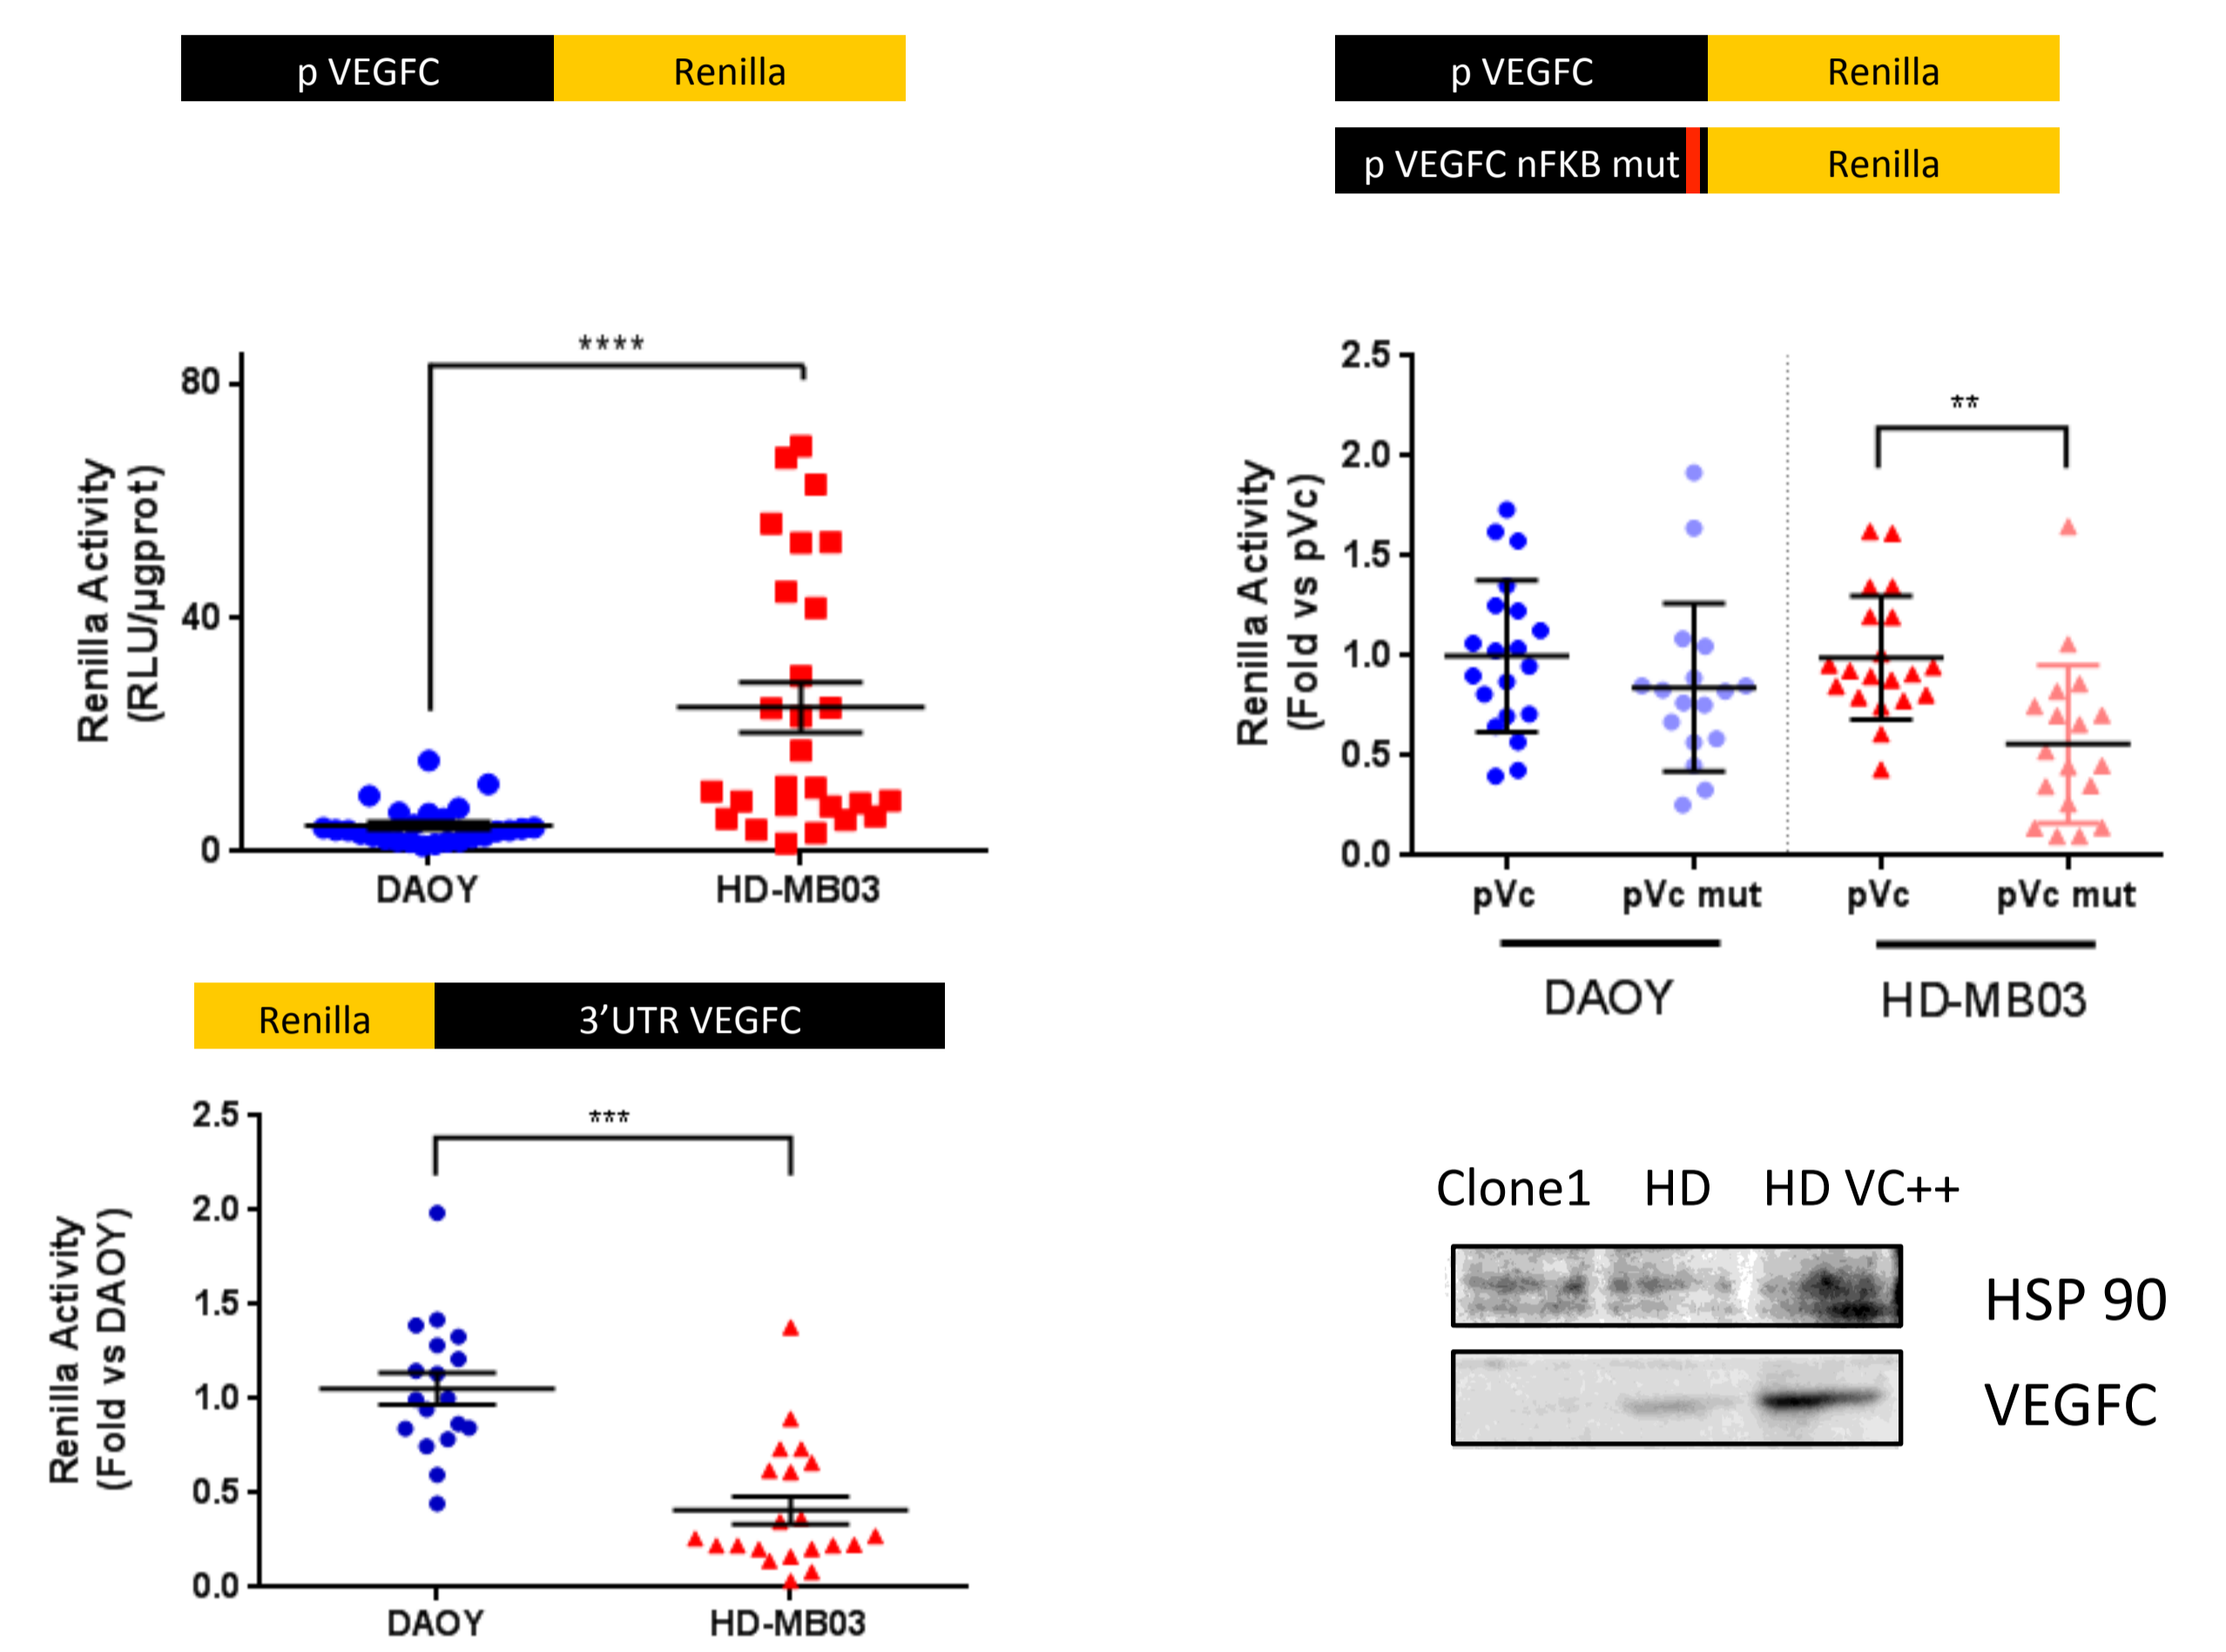 p VEGFC Renilla
****
80
40
0
Renilla Activity
(RLU/µgprot)
DAOY HD-MB03
p VEGFC Renilla
p VEGFC nFKB mut Renilla
2.5
2.0
1.5
1.0
0.5
0.0
Renilla Activity
(Fold vs pVc)
**
pVc pVc mut pVc pVc mut
DAOY HD-MB03
Renilla 3’UTR VEGFC
***
2.5
2.0
1.5
1.0
0.5
0.0
Renilla Activity
(Fold vs DAOY)
DAOY HD-MB03
Clone1 HD HD VC++
HSP 90
VEGFC